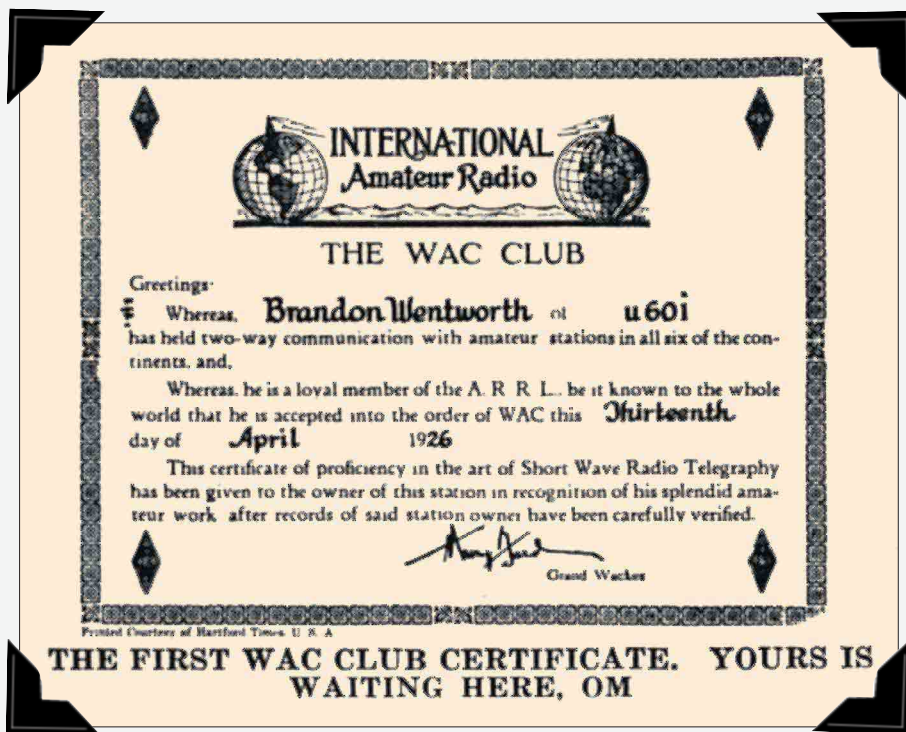 INTERNATIONAL
Amateur Radio
THE WAC CLUB
Greetings:
Whereas, Brandon Wentworth of u6oi
has held two-way communication with amateur stations in all six of the con-
tinents, and,
Whereas, he is a loyal member of the A. R. R. L., be it known to the whole
world that he is accepted into the order of WAC this Thirteenth
day of April 1926
This certificate of proficiency in the art of Short Wave Radio Telegraphy
has been given to the owner of this station in recognition of his splendid ama-
teur work after records of said station owner have been carefully verified.
Grand Wacker
Printed Courtesy of Hartford Times, U. S. A.
THE FIRST WAC CLUB CERTIFICATE. YOURS IS
WAITING HERE, OM